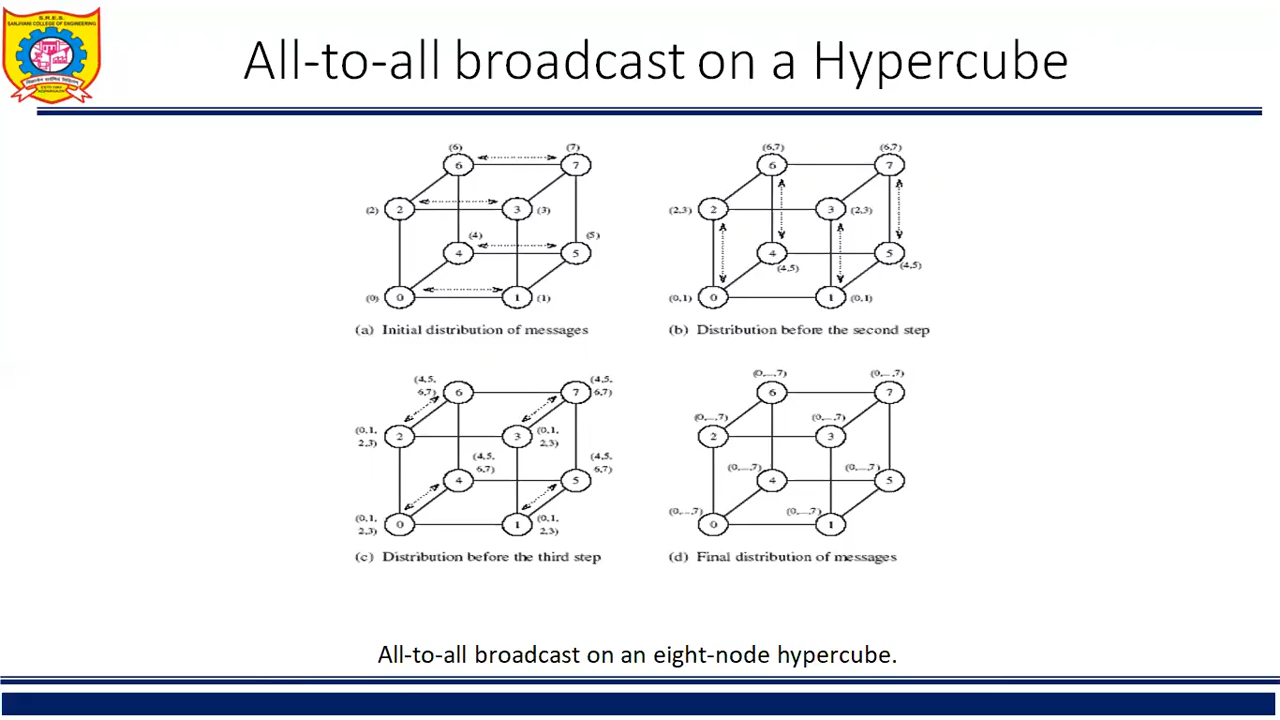 S.R.E.S.
SANJIVANI COLLEGE OF ENGINEERING
All-to-all broadcast on a Hypercube
(6) (7)
6 7
(2) 2 3 (3)
(4) (5)
4 5
(0) 0 1 (1)
(a) Initial distribution of messages
(6,7) (6,7)
6 7
(2,3) 2 3 (2,3)
4 5
(4,5) (4,5)
(0,1) 0 1 (0,1)
(b) Distribution before the second step
(4,5, (4,5,
6,7) 6 7 6,7)
(0,1, 2 3 (0,1,
2,3) 2,3)
(4,5, (4,5,
6,7) 6,7)
4 5
(0,1, 0 1 (0,1,
2,3) 2,3)
(c) Distribution before the third step
(0,...,7) (0,...,7)
6 7
(0,...,7) (0,...,7)
2 3
(0,...,7) (0,...,7)
4 5
(0,...,7) (0,...,7)
0 1
(d) Final distribution of messages
All-to-all broadcast on an eight-node hypercube.